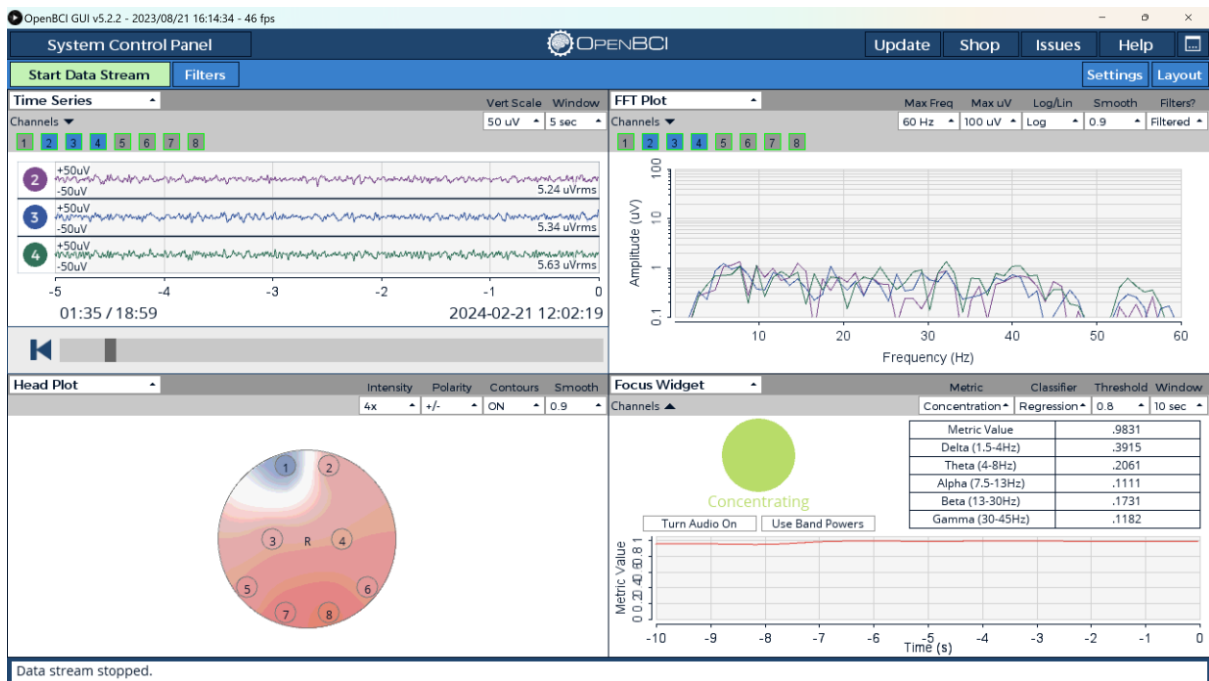 OpenBCI GUI v5.2.2 - 2023/08/21 16:14:34 - 46 fps
System Control Panel
OPENBCI
Update Shop Issues Help
Start Data Stream Filters
Settings Layout
Time Series
Vert Scale Window
Channels 50 uV 5 sec
1 2 3 4 5 6 7 8
2 +50uV -50uV 5.24 uVrms
3 +50uV -50uV 5.34 uVrms
4 +50uV -50uV 5.63 uVrms
-5 -4 -3 -2 -1 0
01:35 / 18:59 2024-02-21 12:02:19
FFT Plot
Max Freq Max uV Log/Lin Smooth Filters?
Channels 60 Hz 100 uV Log 0.9 Filtered
1 2 3 4 5 6 7 8
Amplitude (uV)
100
10
1
0.1
10 20 30 40 50 60
Frequency (Hz)
Head Plot
Intensity Polarity Contours Smooth
4x +/- ON 0.9
1 2
3 R 4
5 6
7 8
Focus Widget
Metric Classifier Threshold Window
Channels Concentration Regression 0.8 10 sec
Concentrating
Turn Audio On Use Band Powers
Metric Value .9831
Delta (1.5-4Hz) .3915
Theta (4-8Hz) .2061
Alpha (7.5-13Hz) .1111
Beta (13-30Hz) .1731
Gamma (30-45Hz) .1182
Metric Value
-10 -9 -8 -7 -6 -5 -4 -3 -2 -1 0
Time (s)
Data stream stopped.